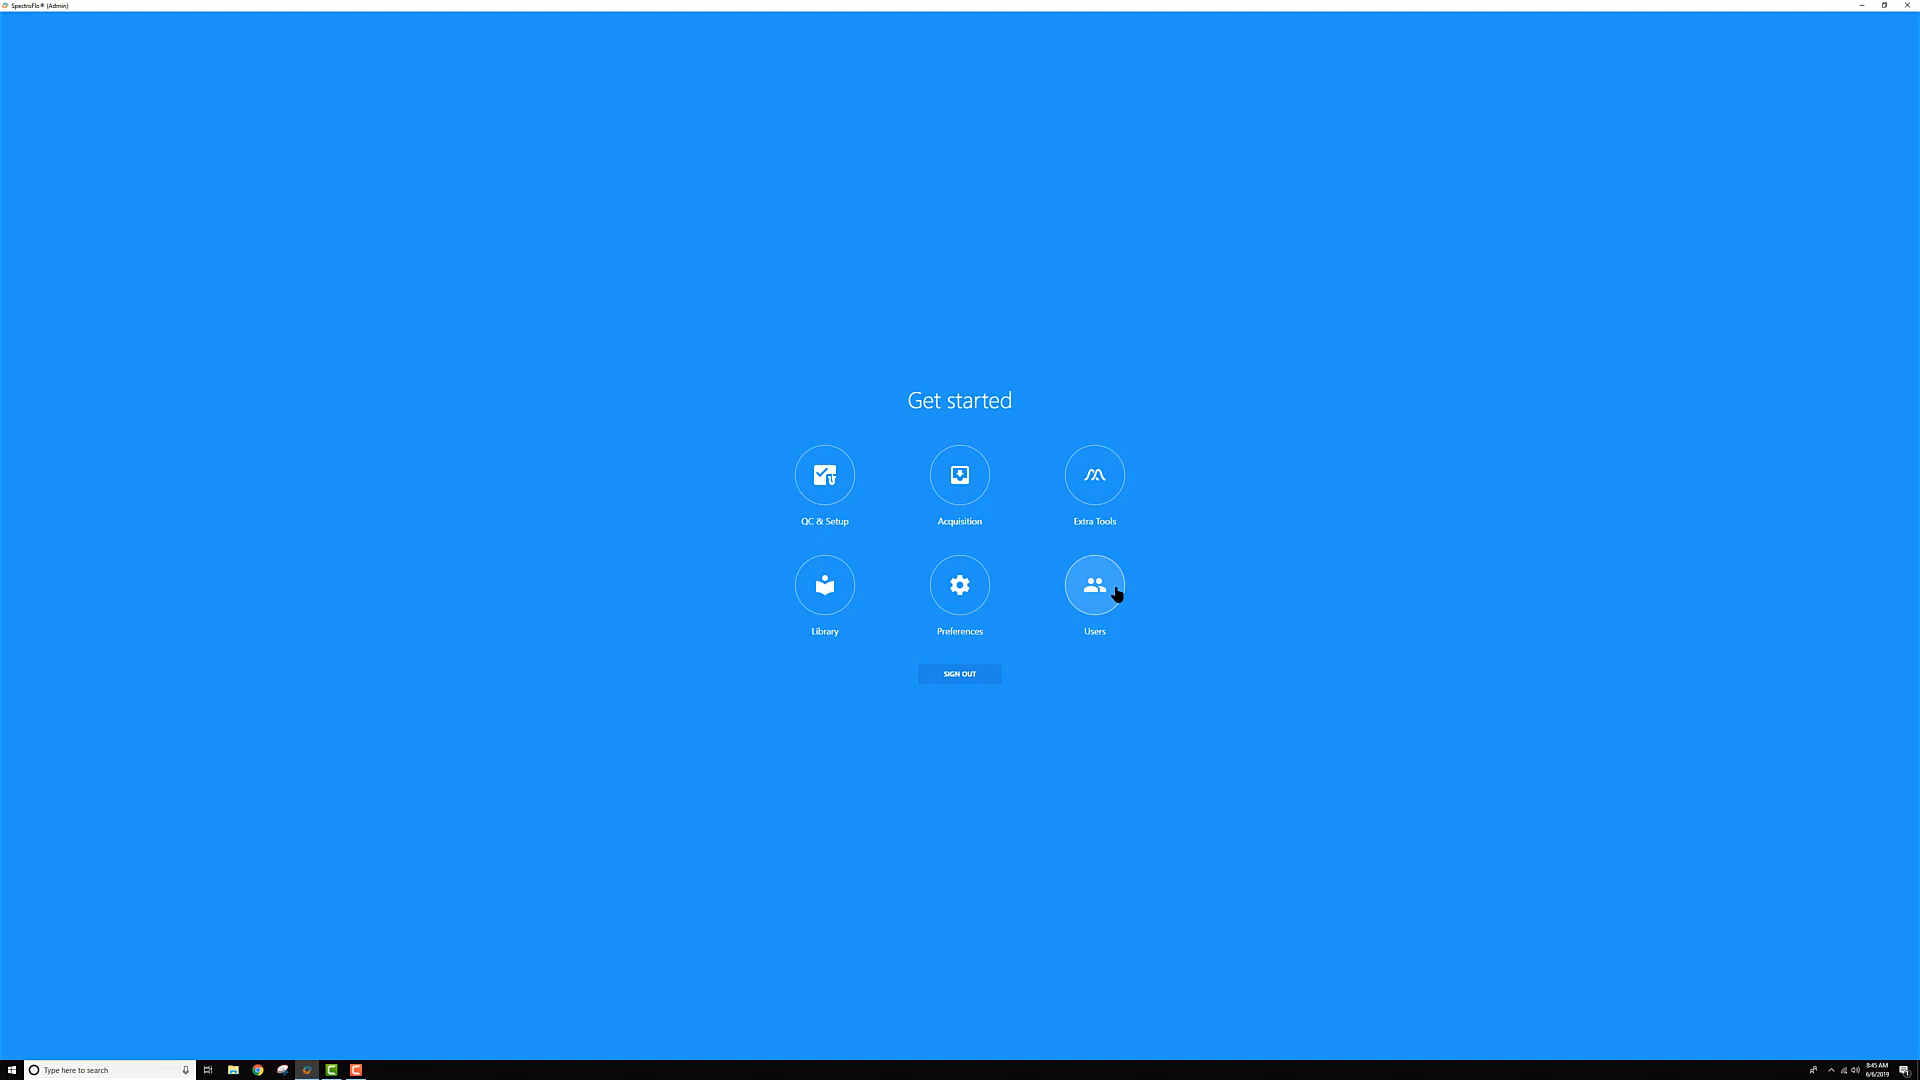 SpectroFlo® (Admin)
Get started
QC & Setup
Acquisition
Extra Tools
Library
Preferences
Users
SIGN OUT
Type here to search
8:45 AM
6/6/2019